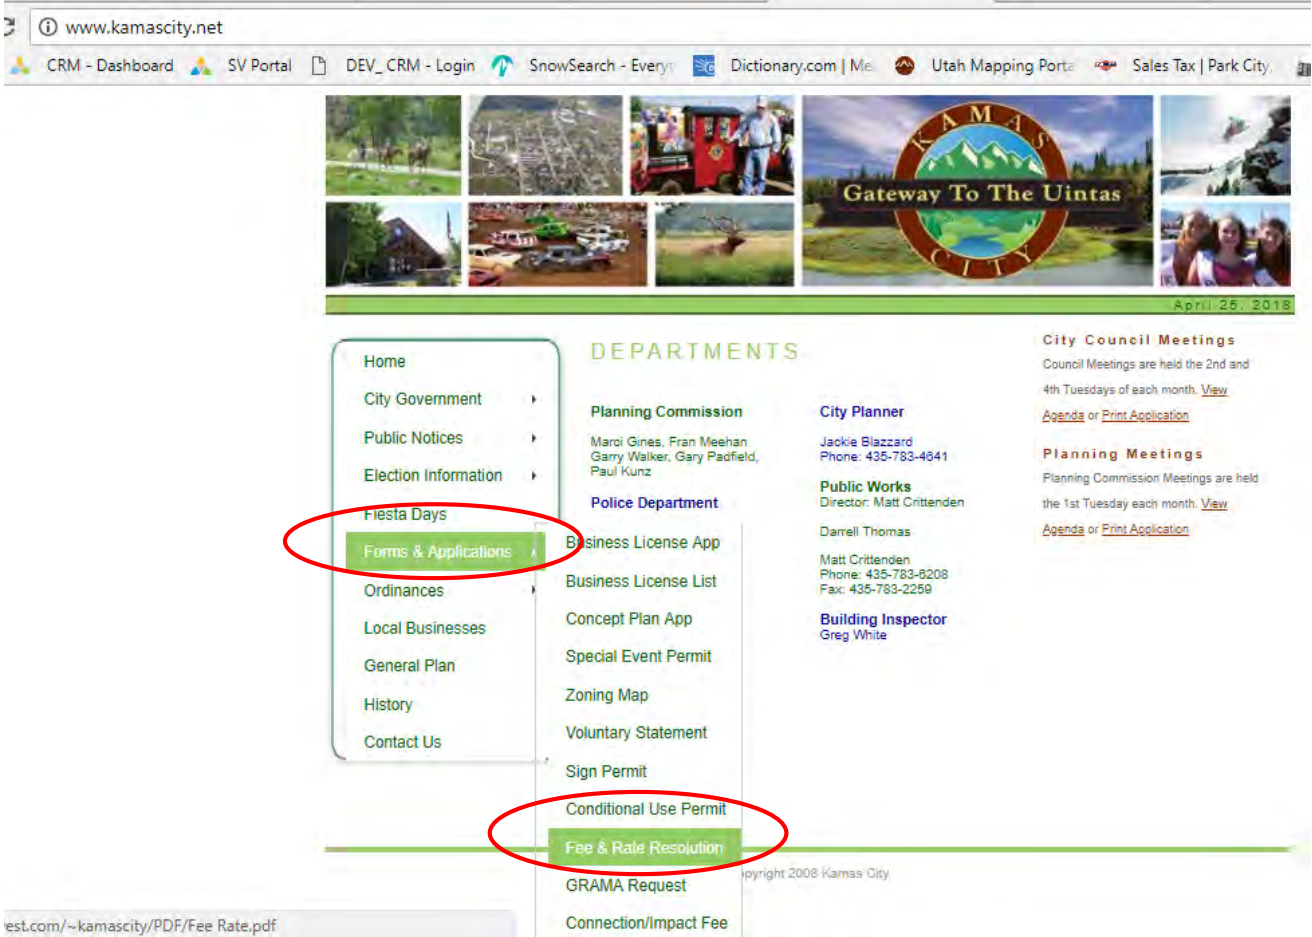 www.kamascity.net
CRM - Dashboard SV Portal DEV_CRM - Login SnowSearch - Every Dictionary.com | Me Utah Mapping Porta Sales Tax | Park City,
KAMAS
Gateway To The Uintas
CITY
April 25, 2018
Home
City Government
Public Notices
Election Information
Fiesta Days
Forms & Applications
Ordinances
Local Businesses
General Plan
History
Contact Us
Business License App
Business License List
Concept Plan App
Special Event Permit
Zoning Map
Voluntary Statement
Sign Permit
Conditional Use Permit
Fee & Rate Resolution
GRAMA Request
Connection/Impact Fee
DEPARTMENTS
Planning Commission
Marci Gines, Fran Meehan
Garry Walker, Gary Padfield,
Paul Kunz
Police Department
City Planner
Jackie Blazzard
Phone: 435-783-4641
Public Works
Director: Matt Crittenden
Darrell Thomas
Matt Crittenden
Phone: 435-783-6208
Fax: 435-783-2259
Building Inspector
Greg White
City Council Meetings
Council Meetings are held the 2nd and
4th Tuesdays of each month. View
Agenda or Print Application
Planning Meetings
Planning Commission Meetings are held
the 1st Tuesday each month. View
Agenda or Print Application
opyright 2008 Kamas City
est.com/~kamascity/PDF/Fee Rate.pdf